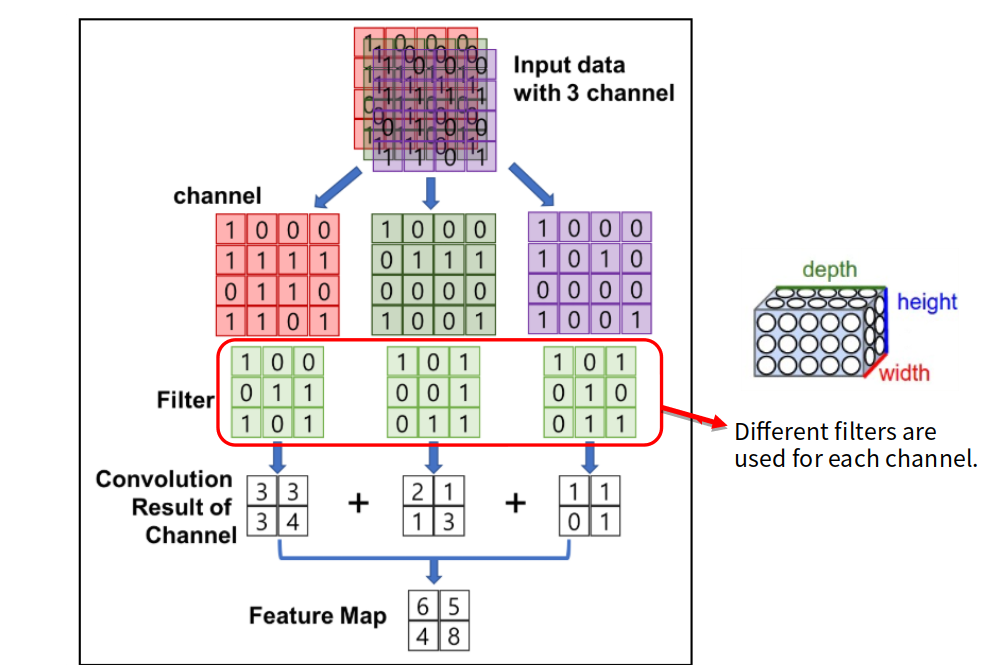 Input data
with 3 channel
channel
1 0 0 0 1 0 0 0 1 0 0 0
1 1 1 1 0 1 1 1 1 0 1 0
0 1 1 0 0 0 0 0 0 0 0 0
1 1 0 1 1 0 0 1 1 0 0 1
Filter
1 0 0 1 0 1 1 0 1
0 1 1 0 0 1 0 1 0
1 0 1 0 1 1 0 1 1
Convolution
Result of
Channel
3 3 + 2 1 + 1 1
3 4 1 3 0 1
Feature Map
6 5
4 8
depth
height
width
Different filters are
used for each channel.